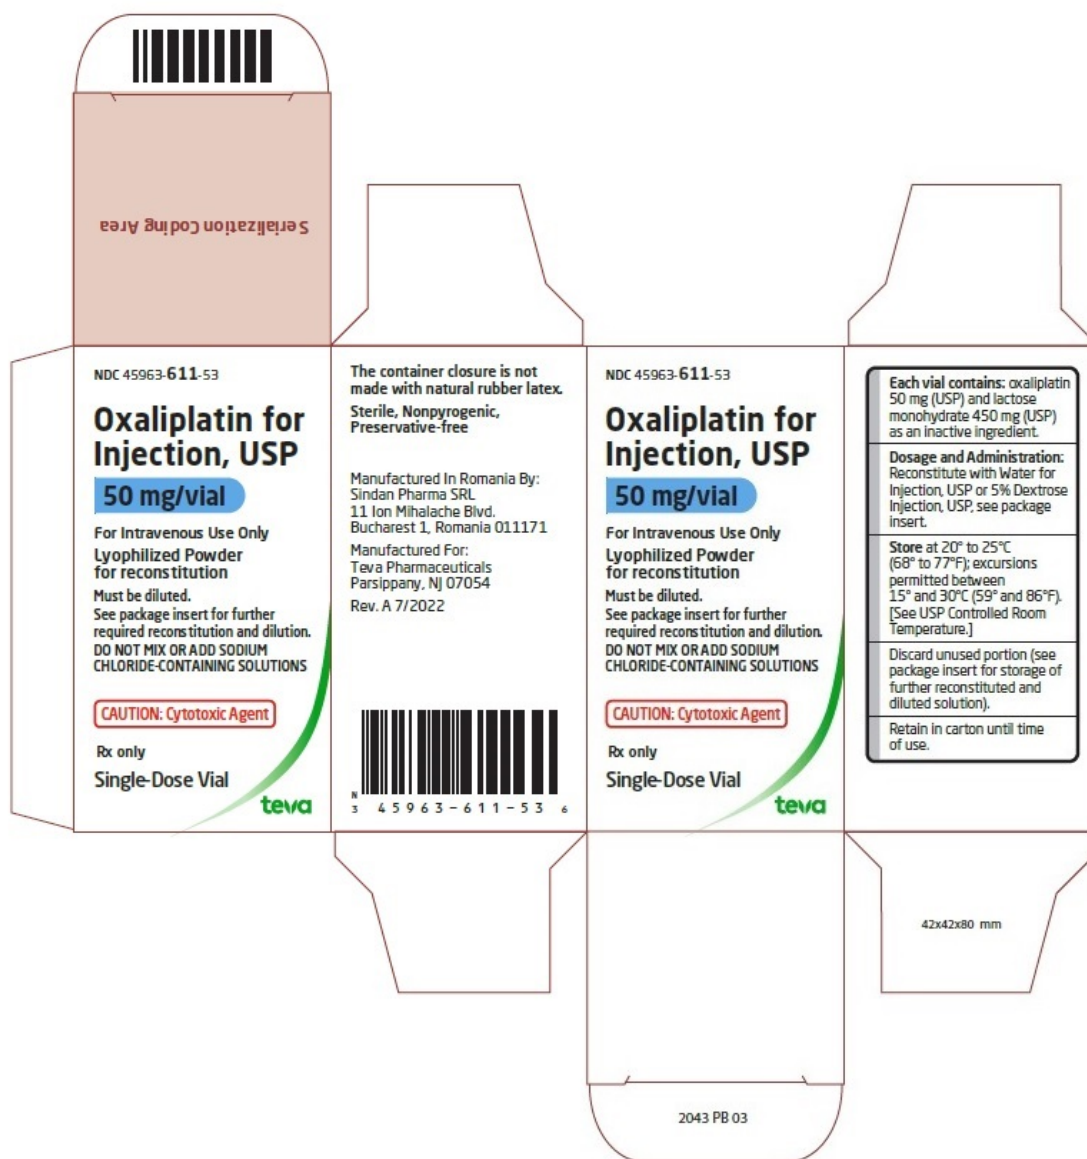 Serialization Coding Area
NDC 45963-611-53
Oxaliplatin for
Injection, USP
50 mg/vial
For Intravenous Use Only
Lyophilized Powder
for reconstitution
Must be diluted.
See package insert for further
required reconstitution and dilution.
DO NOT MIX OR ADD SODIUM
CHLORIDE-CONTAINING SOLUTIONS
CAUTION: Cytotoxic Agent
Rx only
Single-Dose Vial
teva
The container closure is not
made with natural rubber latex.
Sterile, Nonpyrogenic,
Preservative-free
Manufactured In Romania By:
Sindan Pharma SRL
11 Ion Mihalache Blvd.
Bucharest 1, Romania 011171
Manufactured For:
Teva Pharmaceuticals
Parsippany, NJ 07054
Rev. A 7/2022
N
3 45963-611-53 6
NDC 45963-611-53
Oxaliplatin for
Injection, USP
50 mg/vial
For Intravenous Use Only
Lyophilized Powder
for reconstitution
Must be diluted.
See package insert for further
required reconstitution and dilution.
DO NOT MIX OR ADD SODIUM
CHLORIDE-CONTAINING SOLUTIONS
CAUTION: Cytotoxic Agent
Rx only
Single-Dose Vial
teva
Each vial contains: oxaliplatin
50 mg (USP) and lactose
monohydrate 450 mg (USP)
as an inactive ingredient.
Dosage and Administration:
Reconstitute with Water for
Injection, USP or 5% Dextrose
Injection, USP, see package
insert.
Store at 20° to 25°C
(68° to 77°F); excursions
permitted between
15° and 30°C (59° and 86°F).
[See USP Controlled Room
Temperature.]
Discard unused portion (see
package insert for storage of
further reconstituted and
diluted solution).
Retain in carton until time
of use.
42x42x80 mm
2043 PB 03